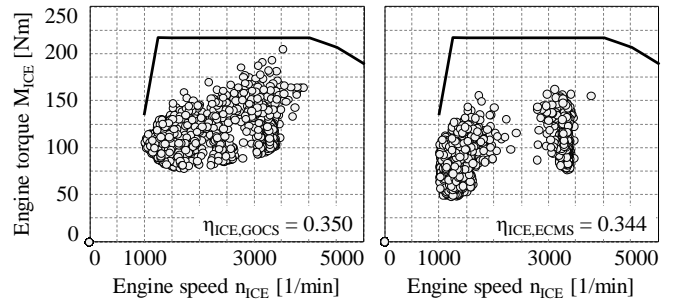 Engine torque M_ICE [Nm]
250
200
150
100
50
0
η_ICE,GOCS = 0.350
η_ICE,ECMS = 0.344
0 1000 3000 5000 0 1000 3000 5000
Engine speed n_ICE [1/min] Engine speed n_ICE [1/min]